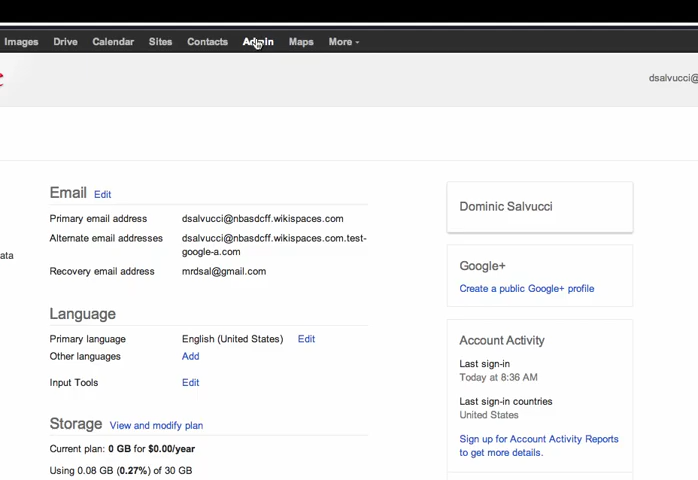 Images Drive Calendar Sites Contacts Admin Maps More
dsalvucci@
Email Edit
Primary email address dsalvucci@nbasdcff.wikispaces.com
Alternate email addresses dsalvucci@nbasdcff.wikispaces.com.test-
google-a.com
ata
Recovery email address mrdsal@gmail.com
Language
Primary language English (United States) Edit
Other languages Add
Input Tools Edit
Storage View and modify plan
Current plan: 0 GB for $0.00/year
Using 0.08 GB (0.27%) of 30 GB
Dominic Salvucci
Google+
Create a public Google+ profile
Account Activity
Last sign-in
Today at 8:36 AM
Last sign-in countries
United States
Sign up for Account Activity Reports
to get more details.